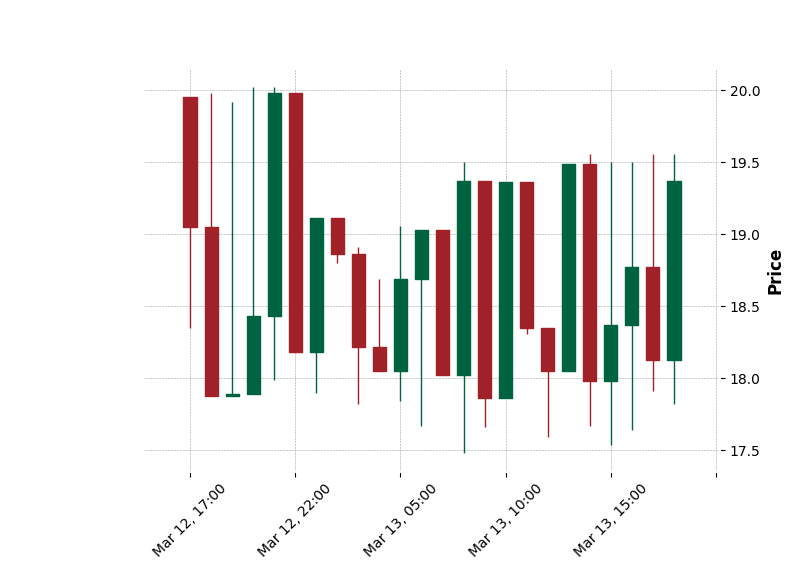 20.0
19.5
19.0
18.5
18.0
17.5
Price
Mar 12, 17:00
Mar 12, 22:00
Mar 13, 05:00
Mar 13, 10:00
Mar 13, 15:00